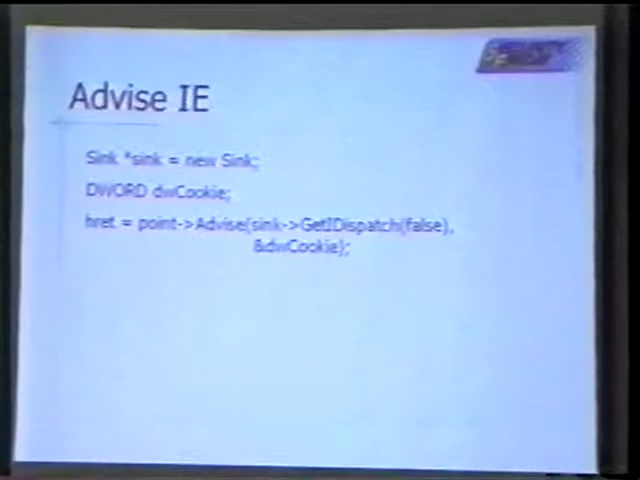 Advise IE
Sink *sink = new Sink;
DWORD dwCookie;
hret = point->Advise(sink->GetIDispatch(false),
&dwCookie);